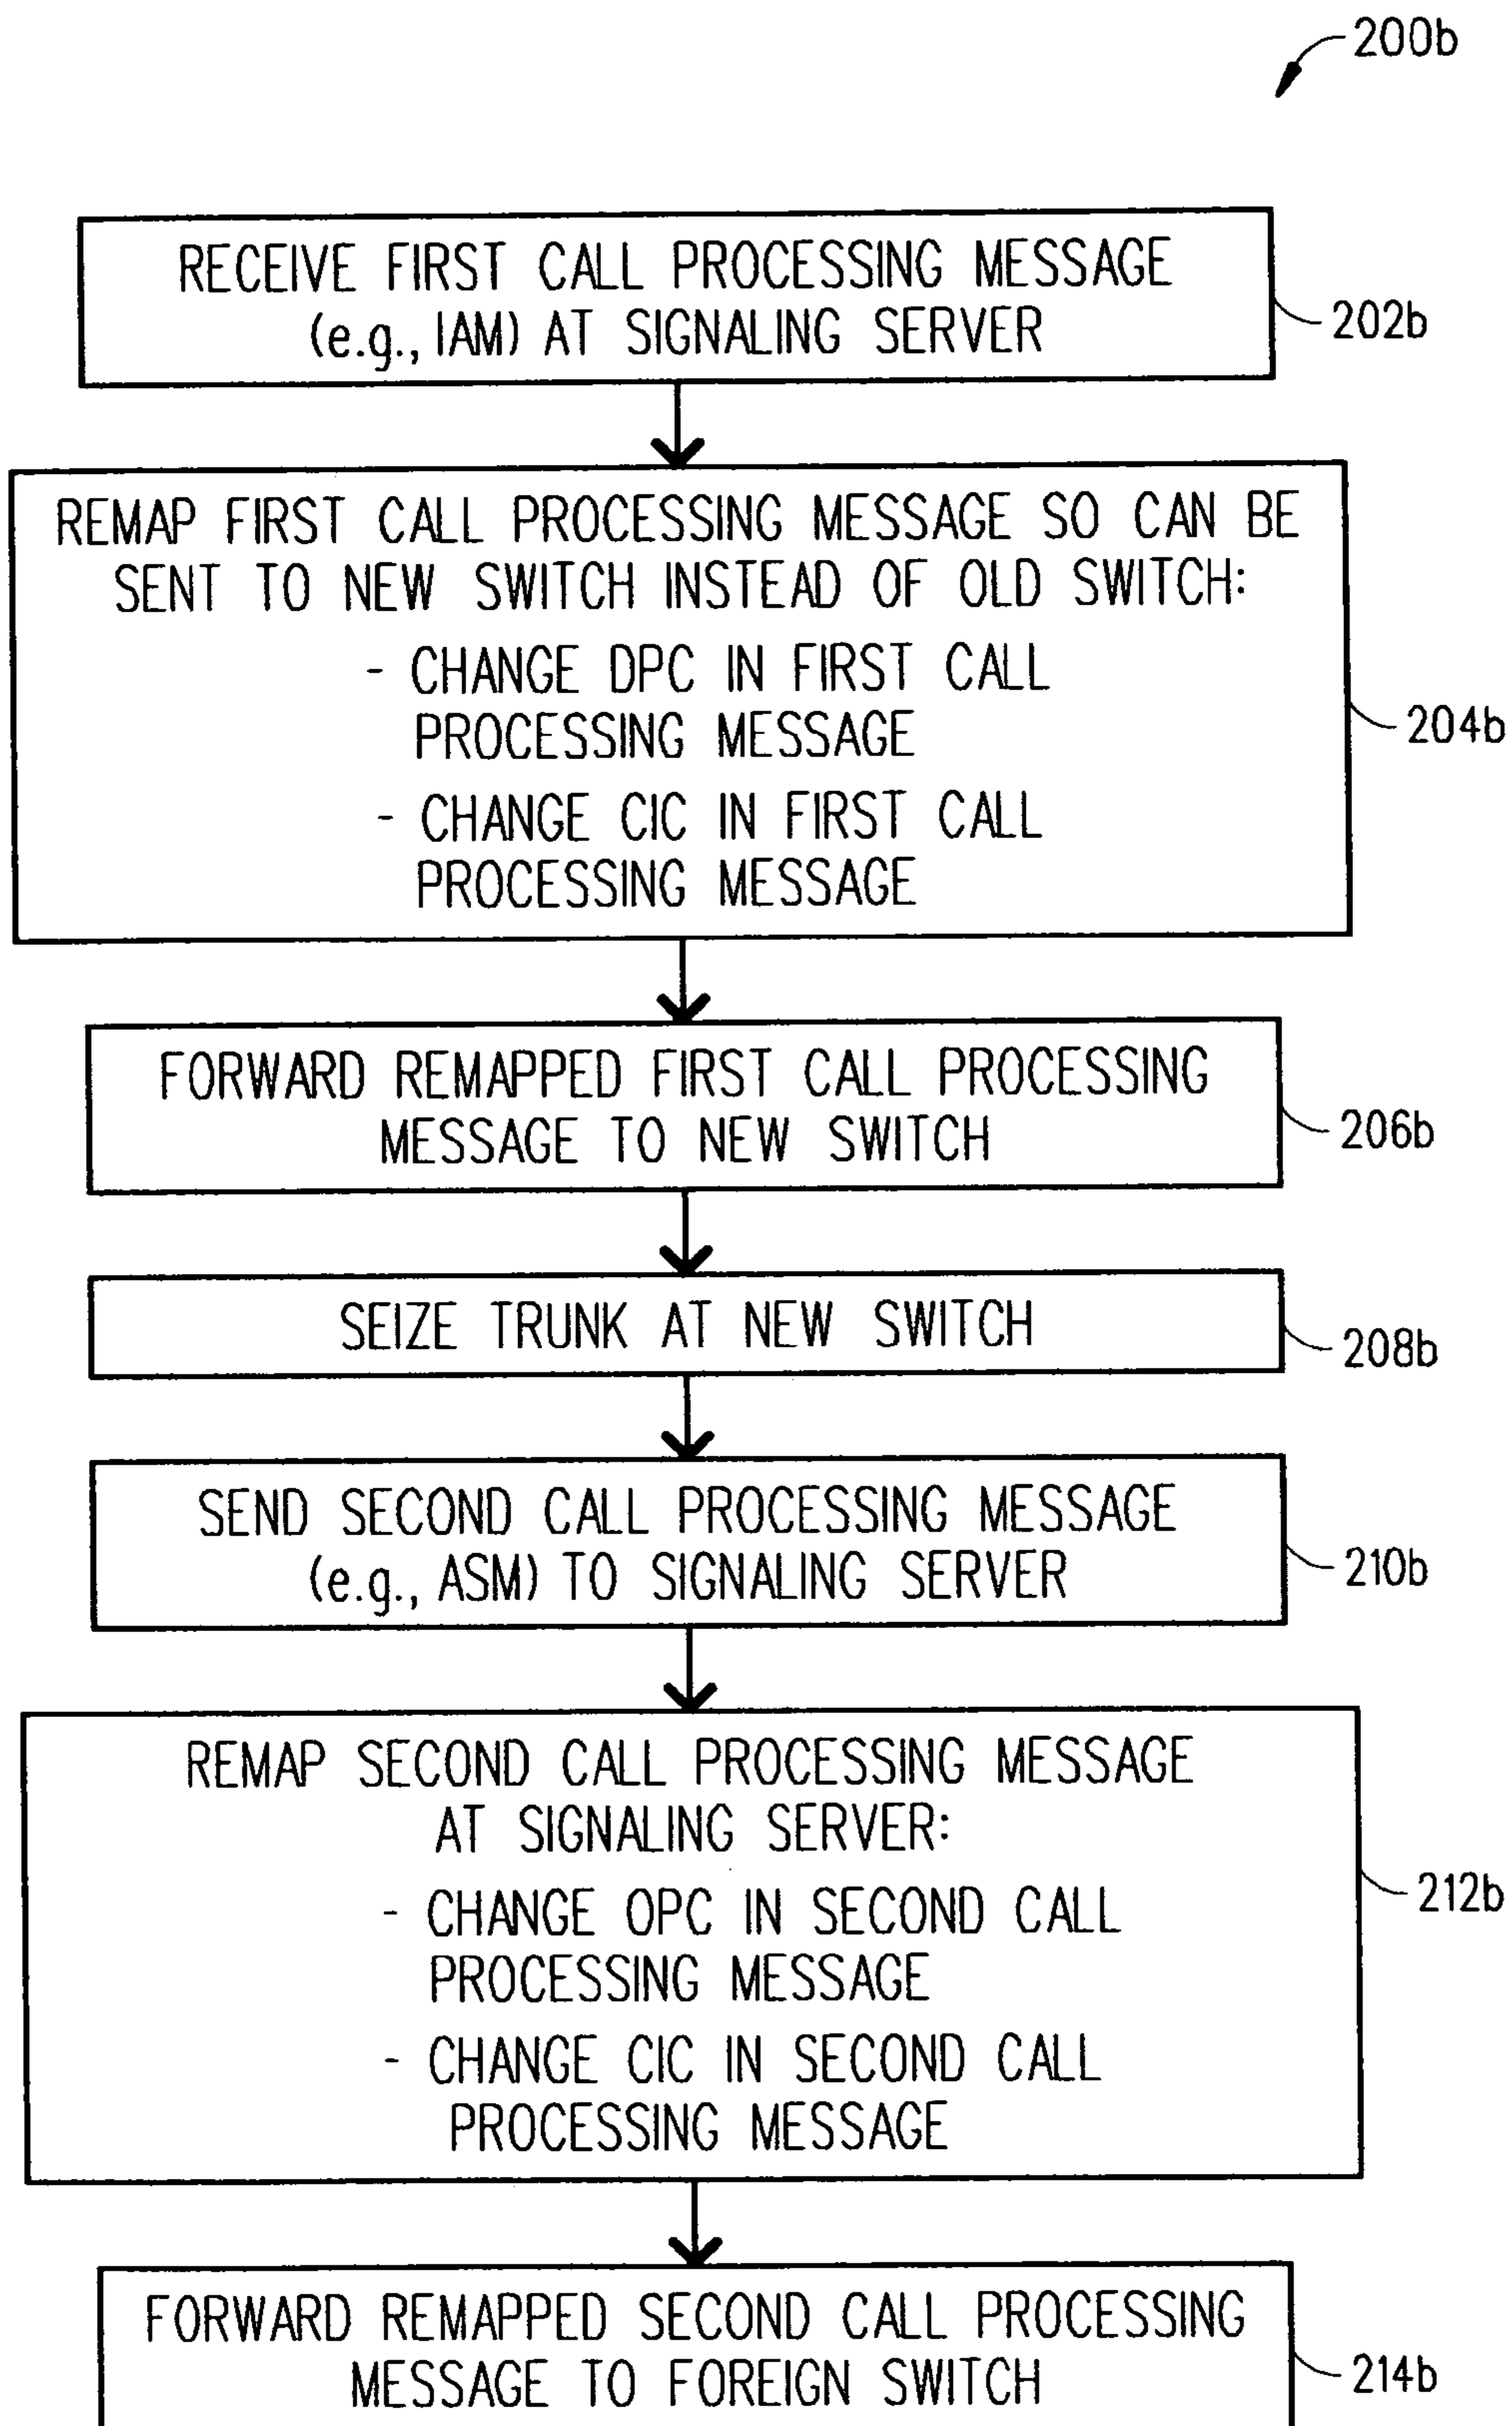 200b
RECEIVE FIRST CALL PROCESSING MESSAGE
(e.g., IAM) AT SIGNALING SERVER
202b
REMAP FIRST CALL PROCESSING MESSAGE SO CAN BE
SENT TO NEW SWITCH INSTEAD OF OLD SWITCH:
- CHANGE DPC IN FIRST CALL
PROCESSING MESSAGE
- CHANGE CIC IN FIRST CALL
PROCESSING MESSAGE
204b
FORWARD REMAPPED FIRST CALL PROCESSING
MESSAGE TO NEW SWITCH
206b
SEIZE TRUNK AT NEW SWITCH
208b
SEND SECOND CALL PROCESSING MESSAGE
(e.g., ASM) TO SIGNALING SERVER
210b
REMAP SECOND CALL PROCESSING MESSAGE
AT SIGNALING SERVER:
- CHANGE OPC IN SECOND CALL
PROCESSING MESSAGE
- CHANGE CIC IN SECOND CALL
PROCESSING MESSAGE
212b
FORWARD REMAPPED SECOND CALL PROCESSING
MESSAGE TO FOREIGN SWITCH
214b